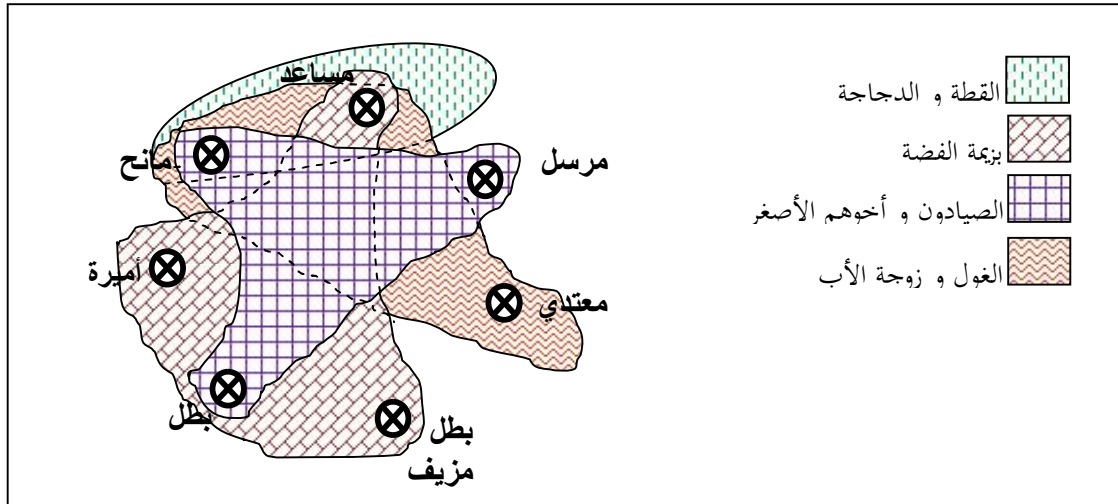 مساعد
مانح
مرسل
أميرة
معتدي
بطل
بطل
مزيف
القطة و الدجاجة
بزيمة الفضة
الصيادون و أخوهم الأصغر
الغول و زوجة الأب